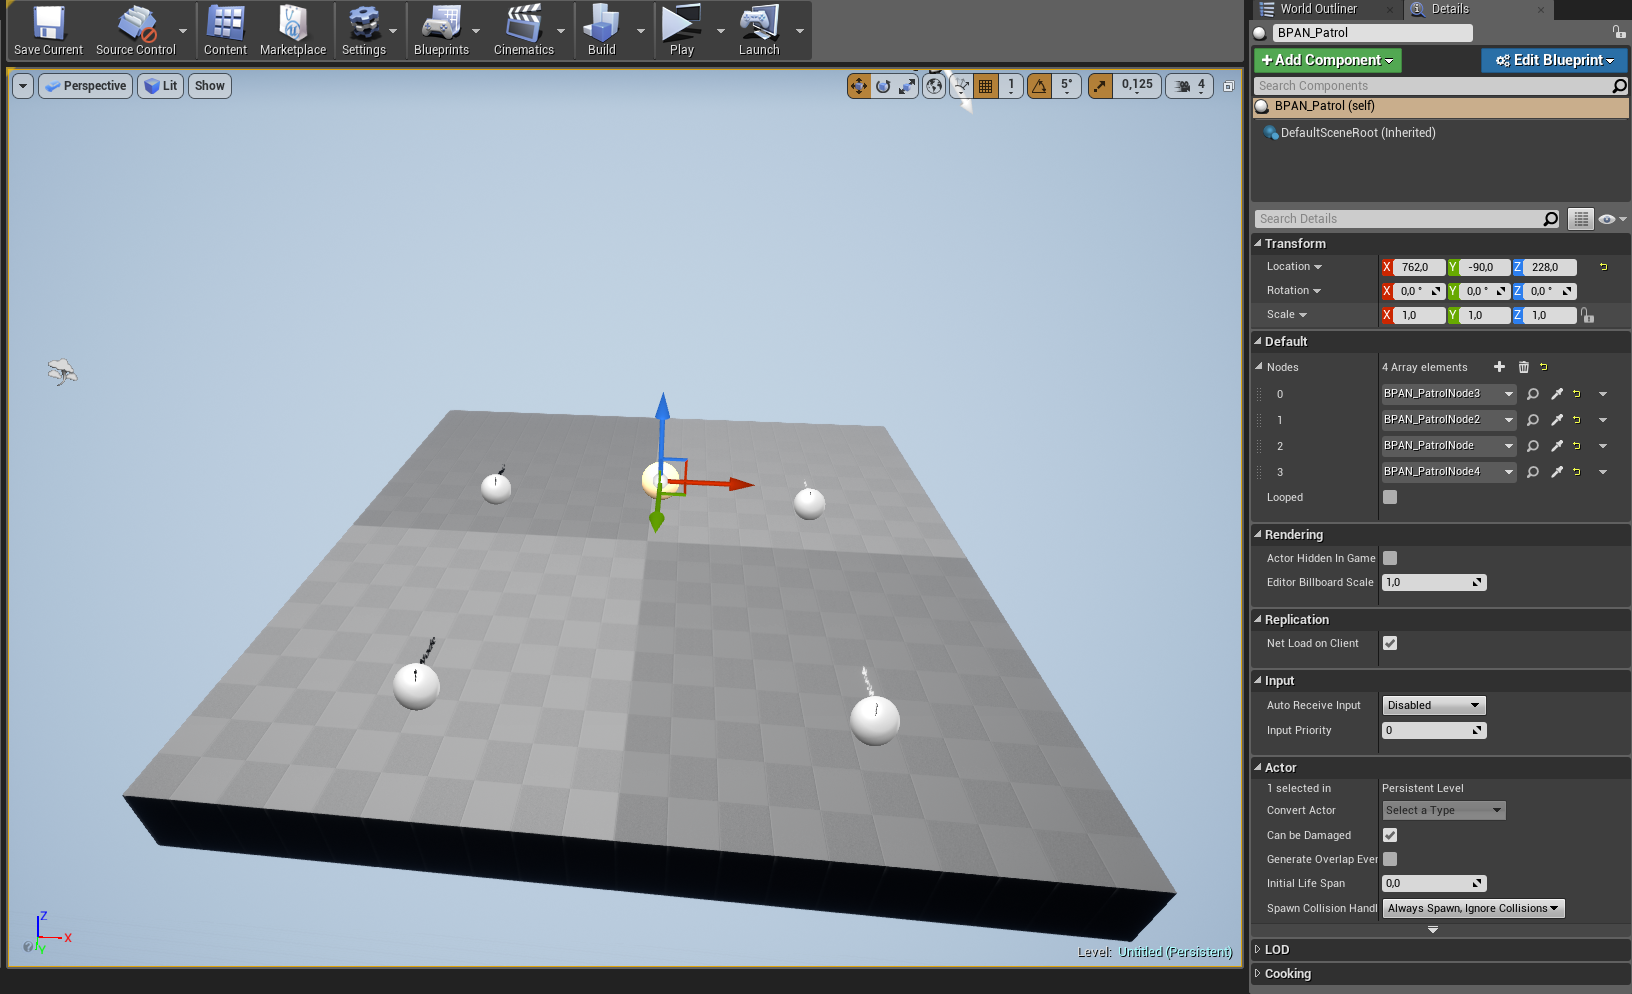 World Outliner
Details
Save Current
Source Control
Content
Marketplace
Settings
Blueprints
Cinematics
Build
Play
Launch
BPAN_Patrol
+Add Component
Edit Blueprint
Search Components
BPAN_Patrol (self)
DefaultSceneRoot (Inherited)
Perspective
Lit
Show
1
5°
0,125
4
Search Details
Transform
Location
X 762,0 Y -90,0 Z 228,0
Rotation
X 0,0 ° Y 0,0 ° Z 0,0 °
Scale
X 1,0 Y 1,0 Z 1,0
Default
Nodes 4 Array elements
0 BPAN_PatrolNode3
1 BPAN_PatrolNode2
2 BPAN_PatrolNode
3 BPAN_PatrolNode4
Looped
Rendering
Actor Hidden In Game
Editor Billboard Scale 1,0
Replication
Net Load on Client
Input
Auto Receive Input Disabled
Input Priority 0
Actor
1 selected in Persistent Level
Convert Actor Select a Type
Can be Damaged
Generate Overlap Ever
Initial Life Span 0,0
Spawn Collision Handl Always Spawn, Ignore Collisions
LOD
Cooking
Z
X
Y
Level: Untitled (Persistent)